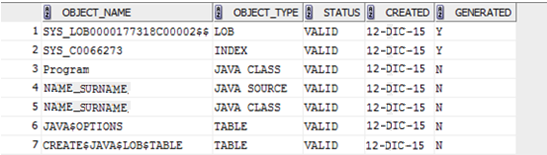 OBJECT_NAME OBJECT_TYPE STATUS CREATED GENERATED
1 SYS_LOB0000177318C00002$$ LOB VALID 12-DIC-15 Y
2 SYS_C0066273 INDEX VALID 12-DIC-15 Y
3 Program JAVA CLASS VALID 12-DIC-15 N
4 NAME_SURNAME JAVA SOURCE VALID 12-DIC-15 N
5 NAME_SURNAME JAVA CLASS VALID 12-DIC-15 N
6 JAVA$OPTIONS TABLE VALID 12-DIC-15 N
7 CREATE$JAVA$LOB$TABLE TABLE VALID 12-DIC-15 N